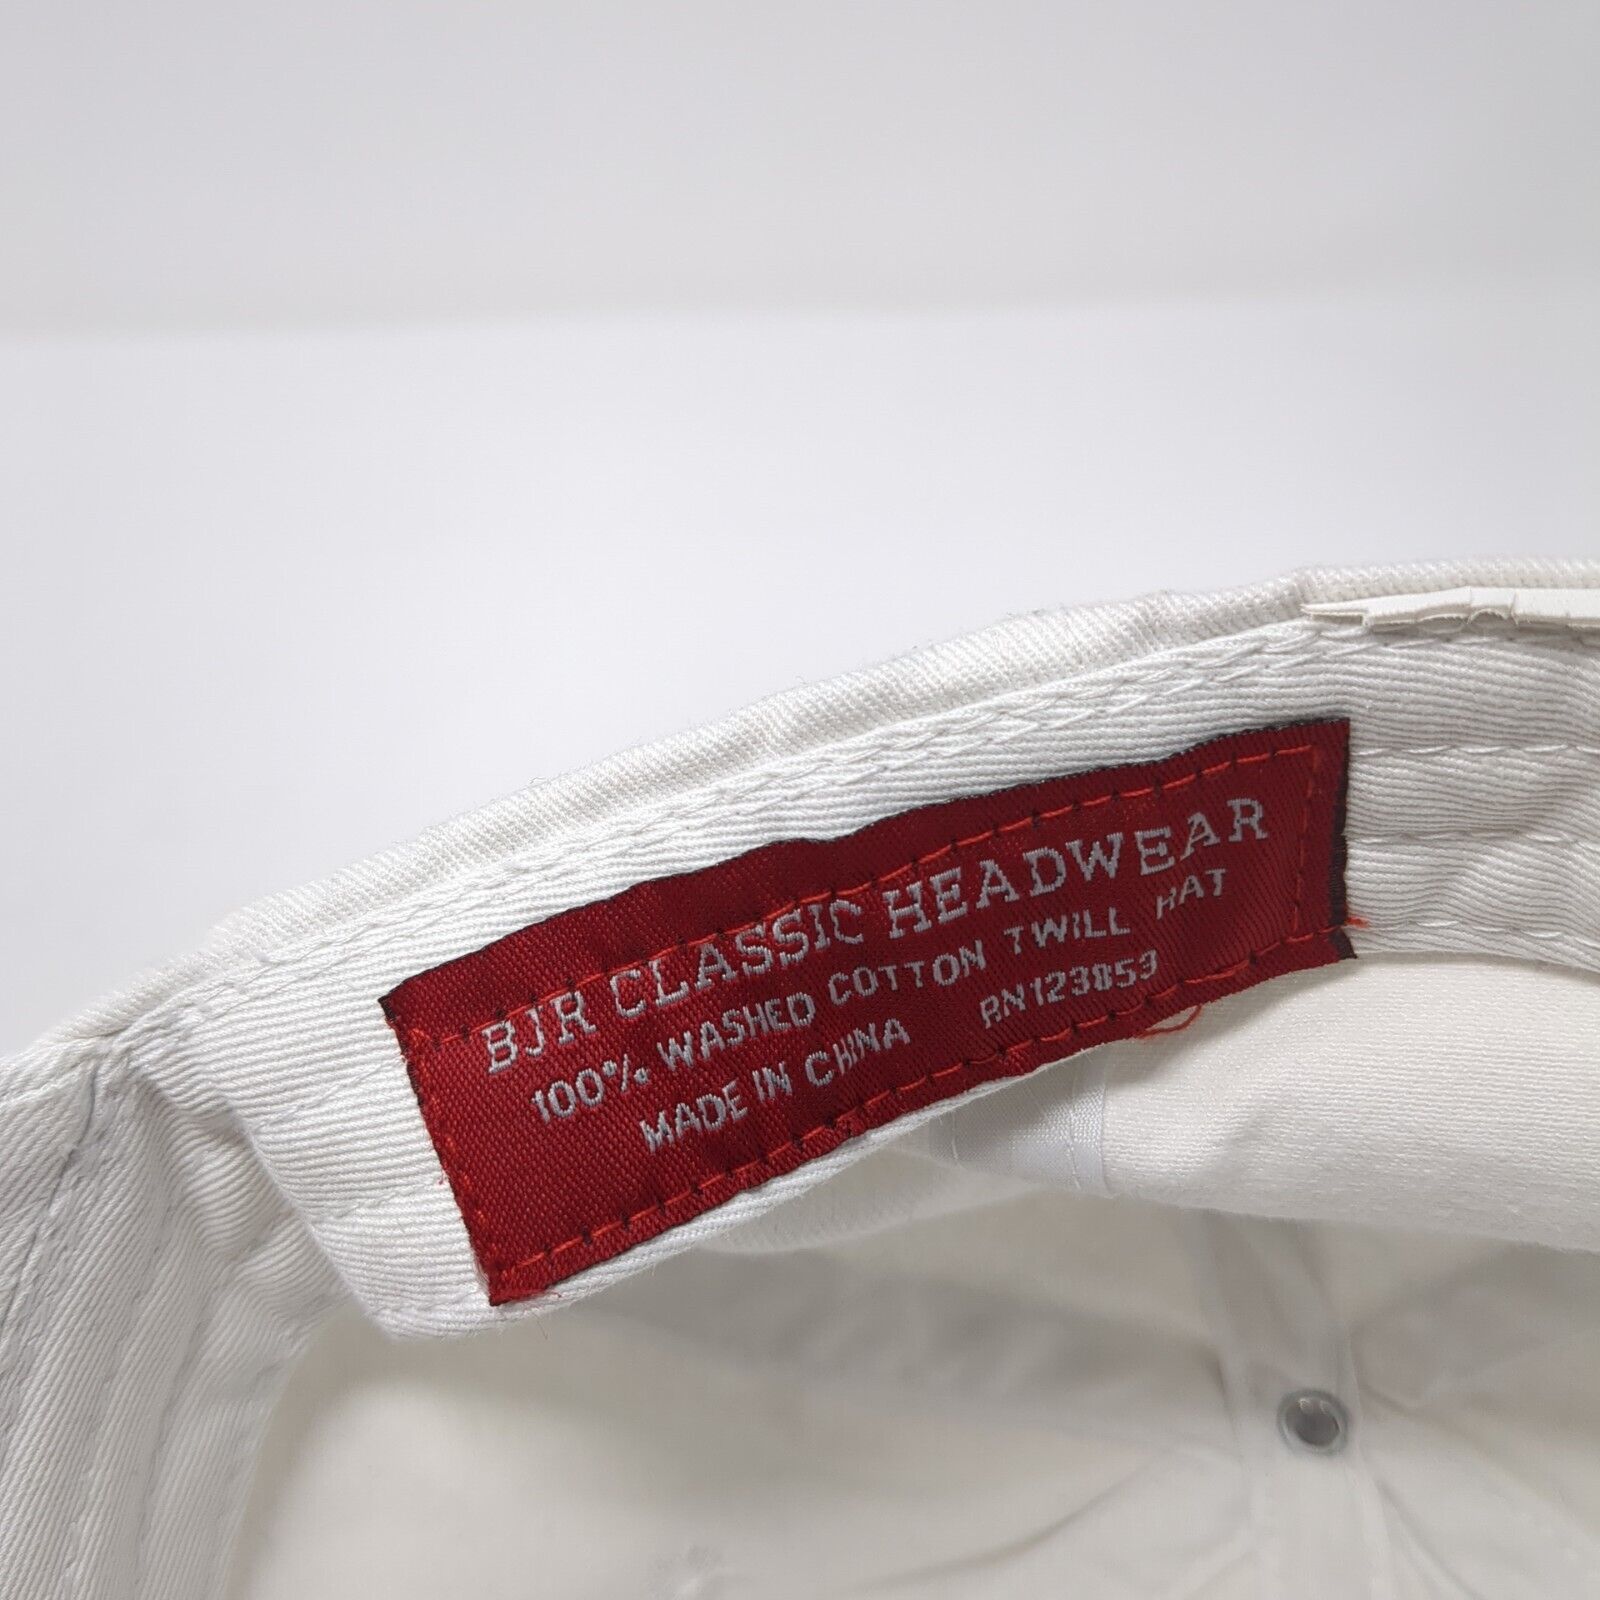 BJR CLASSIC HEADWEAR
100% WASHED COTTON TWILL HAT
MADE IN CHINA RN123853